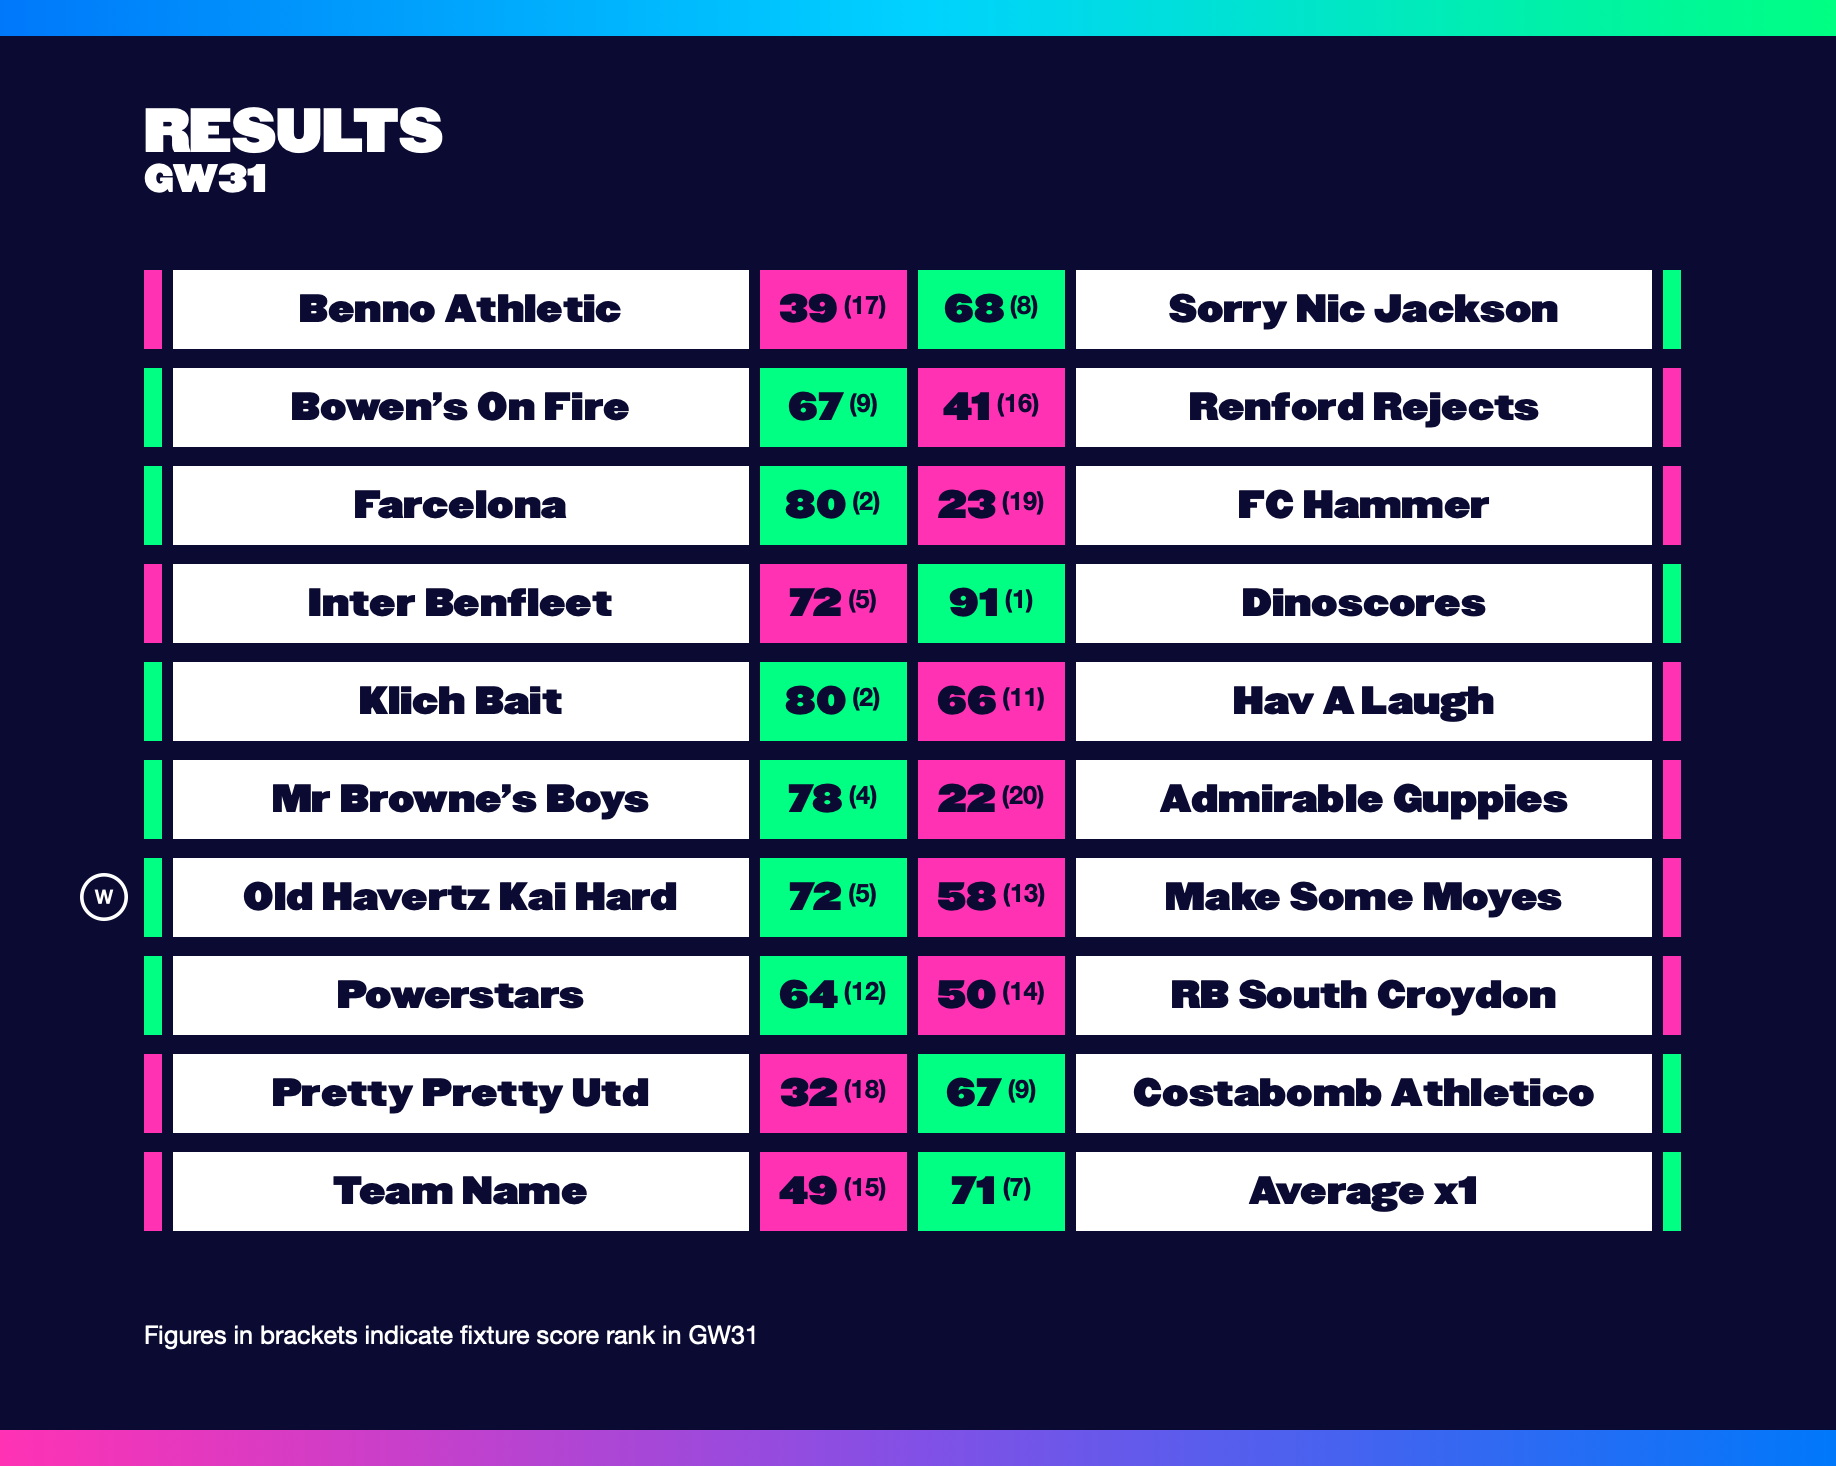 RESULTS
GW31
Benno Athletic 39 (17) 68 (8) Sorry Nic Jackson
Bowen’s On Fire 67 (9) 41 (16) Renford Rejects
Farcelona 80 (2) 23 (19) FC Hammer
Inter Benfleet 72 (5) 91 (1) Dinoscores
Klich Bait 80 (2) 66 (11) Hav A Laugh
Mr Browne’s Boys 78 (4) 22 (20) Admirable Guppies
W Old Havertz Kai Hard 72 (5) 58 (13) Make Some Moyes
Powerstars 64 (12) 50 (14) RB South Croydon
Pretty Pretty Utd 32 (18) 67 (9) Costabomb Athletico
Team Name 49 (15) 71 (7) Average x1
Figures in brackets indicate fixture score rank in GW31